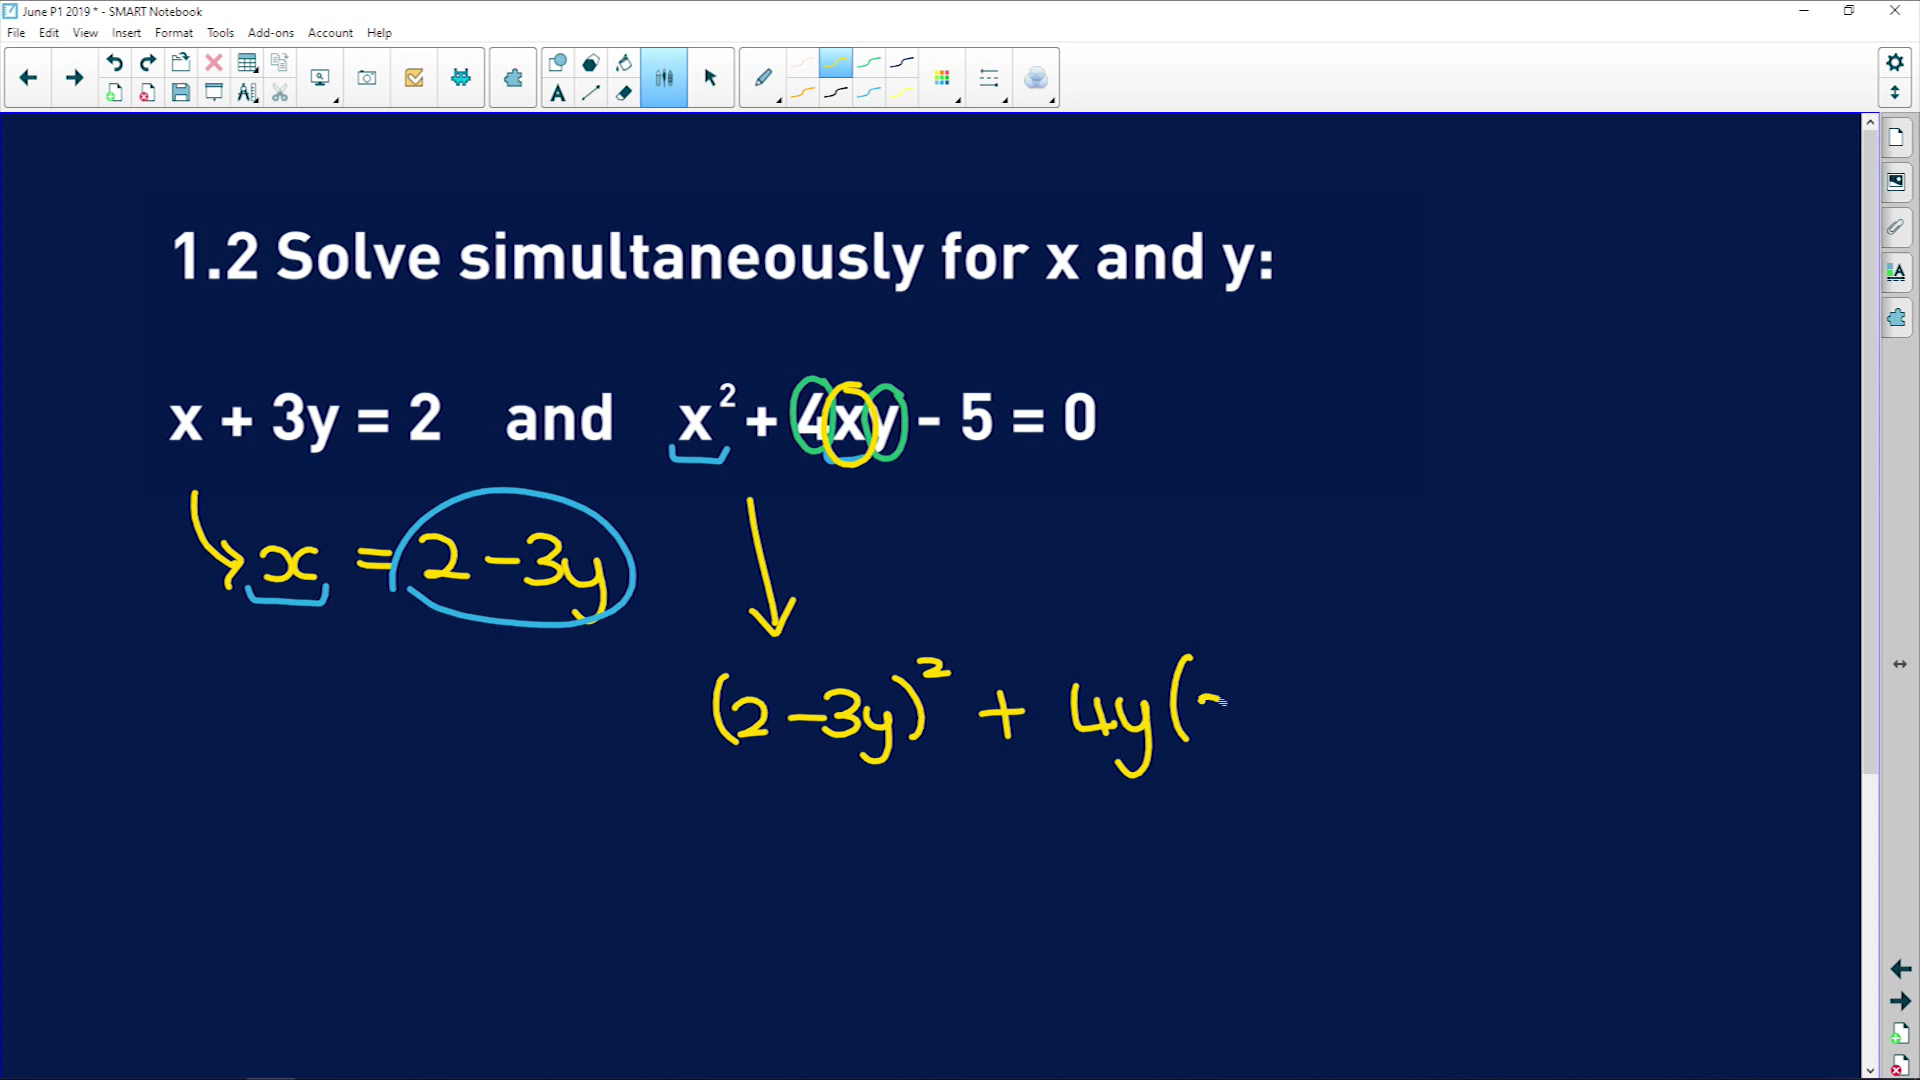 June P1 2019 * - SMART Notebook
File Edit View Insert Format Tools Add-ons Account Help
1.2 Solve simultaneously for x and y:
x + 3y = 2 and x² + 4xy - 5 = 0
x = 2 - 3y
(2 - 3y)² + 4y(